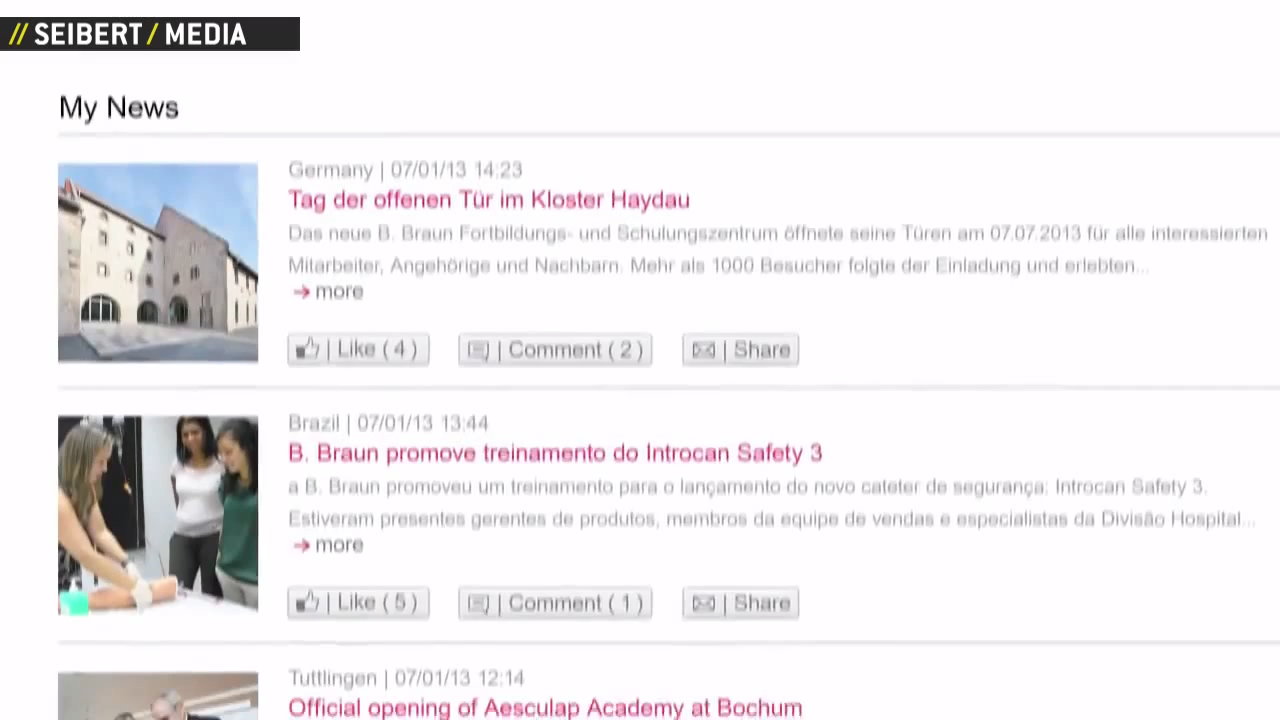 // SEIBERT / MEDIA
My News
Germany | 07/01/13 14:23
Tag der offenen Tür im Kloster Haydau
Das neue B. Braun Fortbildungs- und Schulungszentrum öffnete seine Türen am 07.07.2013 für alle interessierten
Mitarbeiter, Angehörige und Nachbarn. Mehr als 1000 Besucher folgte der Einladung und erlebten...
→ more
| Like ( 4 ) | Comment ( 2 ) | Share
Brazil | 07/01/13 13:44
B. Braun promove treinamento do Introcan Safety 3
a B. Braun promoveu um treinamento para o lançamento do novo cateter de segurança: Introcan Safety 3.
Estiveram presentes gerentes de produtos, membros da equipe de vendas e especialistas da Divisão Hospital...
→ more
| Like ( 5 ) | Comment ( 1 ) | Share
Tuttlingen | 07/01/13 12:14
Official opening of Aesculap Academy at Bochum